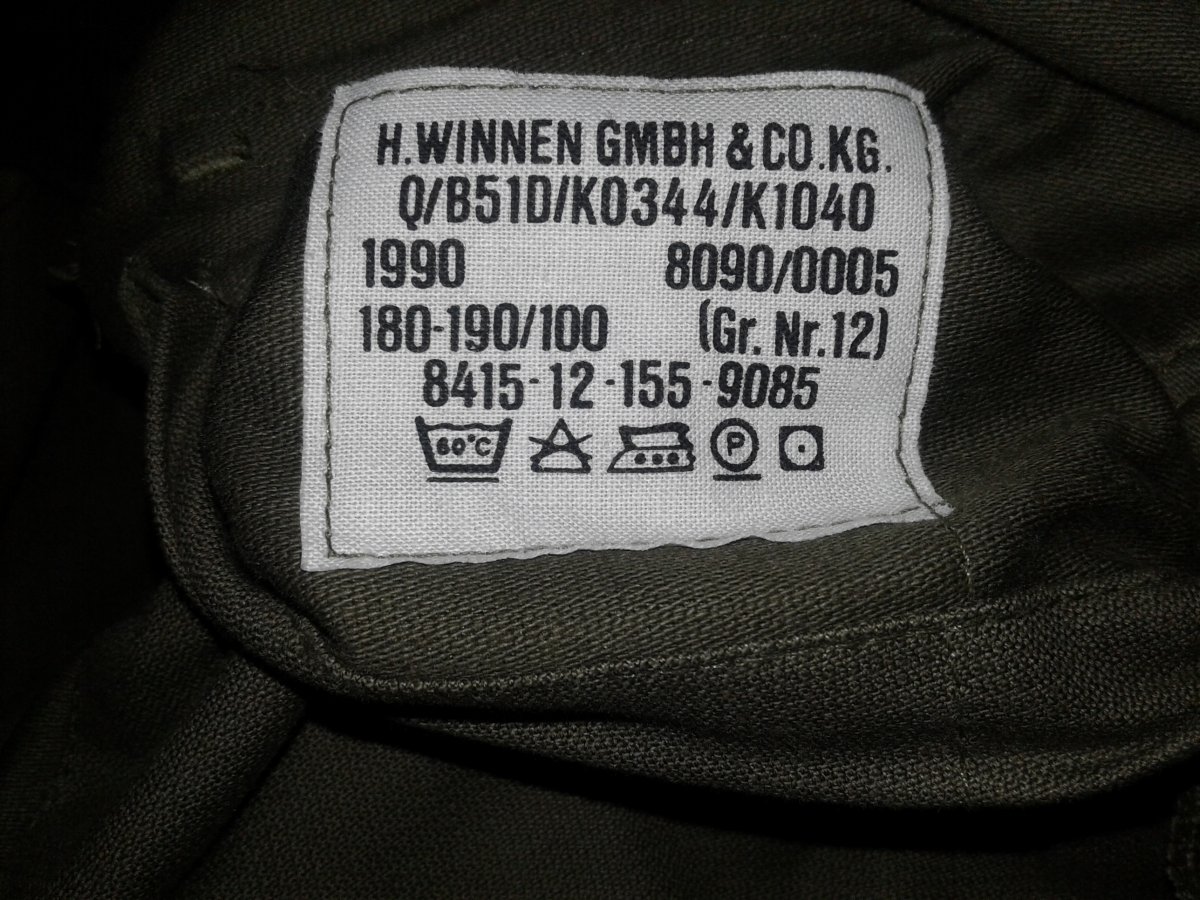 H.WINNEN GMBH & CO.KG.
Q/B51D/K0344/K1040
1990 8090/0005
180-190/100 (Gr. Nr.12)
8415-12-155-9085
60°C P